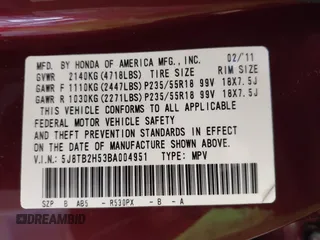 MFD. BY HONDA OF AMERICA MFG., INC. 02/11
GVWR 2140KG(4718LBS) TIRE SIZE RIM SIZE
GAWR F 1110KG(2447LBS)P235/55R18 99V 18X7.5J
GAWR R 1030KG(2271LBS)P235/55R18 99V 18X7.5J
THIS VEHICLE CONFORMS TO ALL APPLICABLE
FEDERAL MOTOR VEHICLE SAFETY
AND THEFT PREVENTION STANDARDS IN EFFECT
ON THE DATE OF MANUFACTURE SHOWN ABOVE.
V.I.N: 5J8TB2H53BA004951 TYPE: MPV
SZP B AB5 - R530PX - B - A
DREAMBID